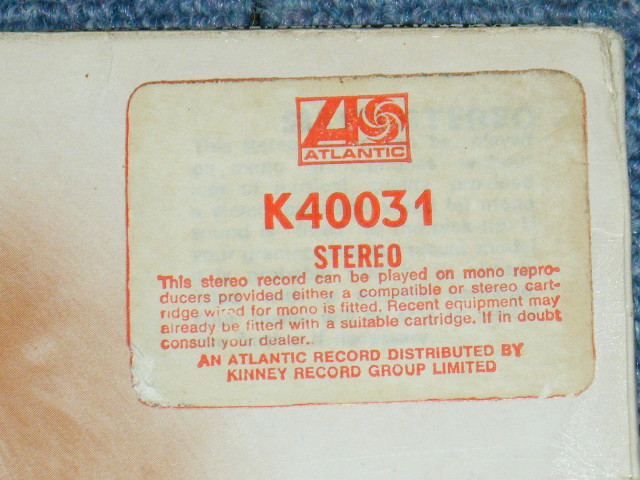 ATLANTIC
K40031
STEREO
This stereo record can be played on mono repro-
ducers provided either a compatible or stereo cart-
ridge wired for mono is fitted. Recent equipment may
already be fitted with a suitable cartridge. If in doubt
consult your dealer.
AN ATLANTIC RECORD DISTRIBUTED BY
KINNEY RECORD GROUP LIMITED